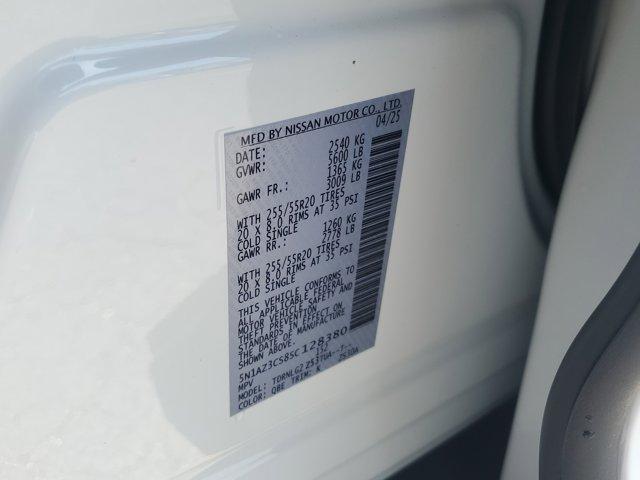 MFD BY NISSAN MOTOR CO., LTD.
DATE: 04/25
GVWR: 2540 KG
5600 LB
GAWR FR.: 1365 KG
3009 LB
WITH 255/55R20 TIRES
20 X 8.0 RIMS AT 35 PSI
COLD SINGLE
GAWR RR.: 1260 KG
2778 LB
WITH 255/55R20 TIRES
20 X 8.0 RIMS AT 35 PSI
COLD SINGLE
THIS VEHICLE CONFORMS TO
ALL APPLICABLE FEDERAL
MOTOR VEHICLE SAFETY AND
THEFT PREVENTION
STANDARDS IN EFFECT ON
THE DATE OF MANUFACTURE
SHOWN ABOVE.
5N1AZ3CS8SC128380
MPV
MODEL: TDRNLG2
COLOR: QBE TRIM: K